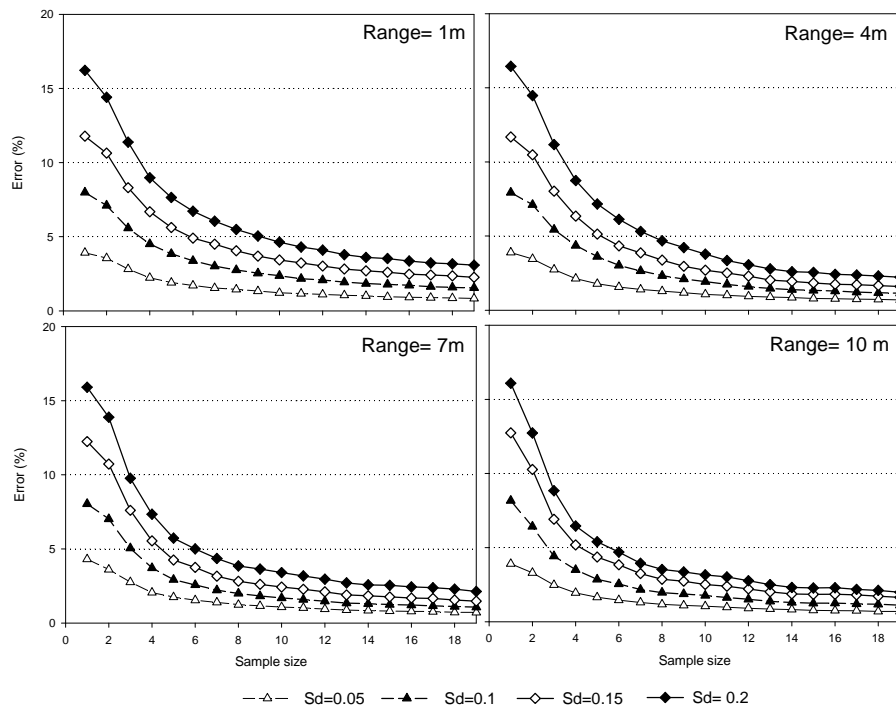 20
Range= 1m
Range= 4m
15
10
Error (%)
5
0
20
Range= 7m
Range= 10 m
15
10
Error (%)
5
0
0 2 4 6 8 10 12 14 16 18
0 2 4 6 8 10 12 14 16 18
Sample size
Sample size
Sd=0.05 Sd=0.1 Sd=0.15 Sd= 0.2